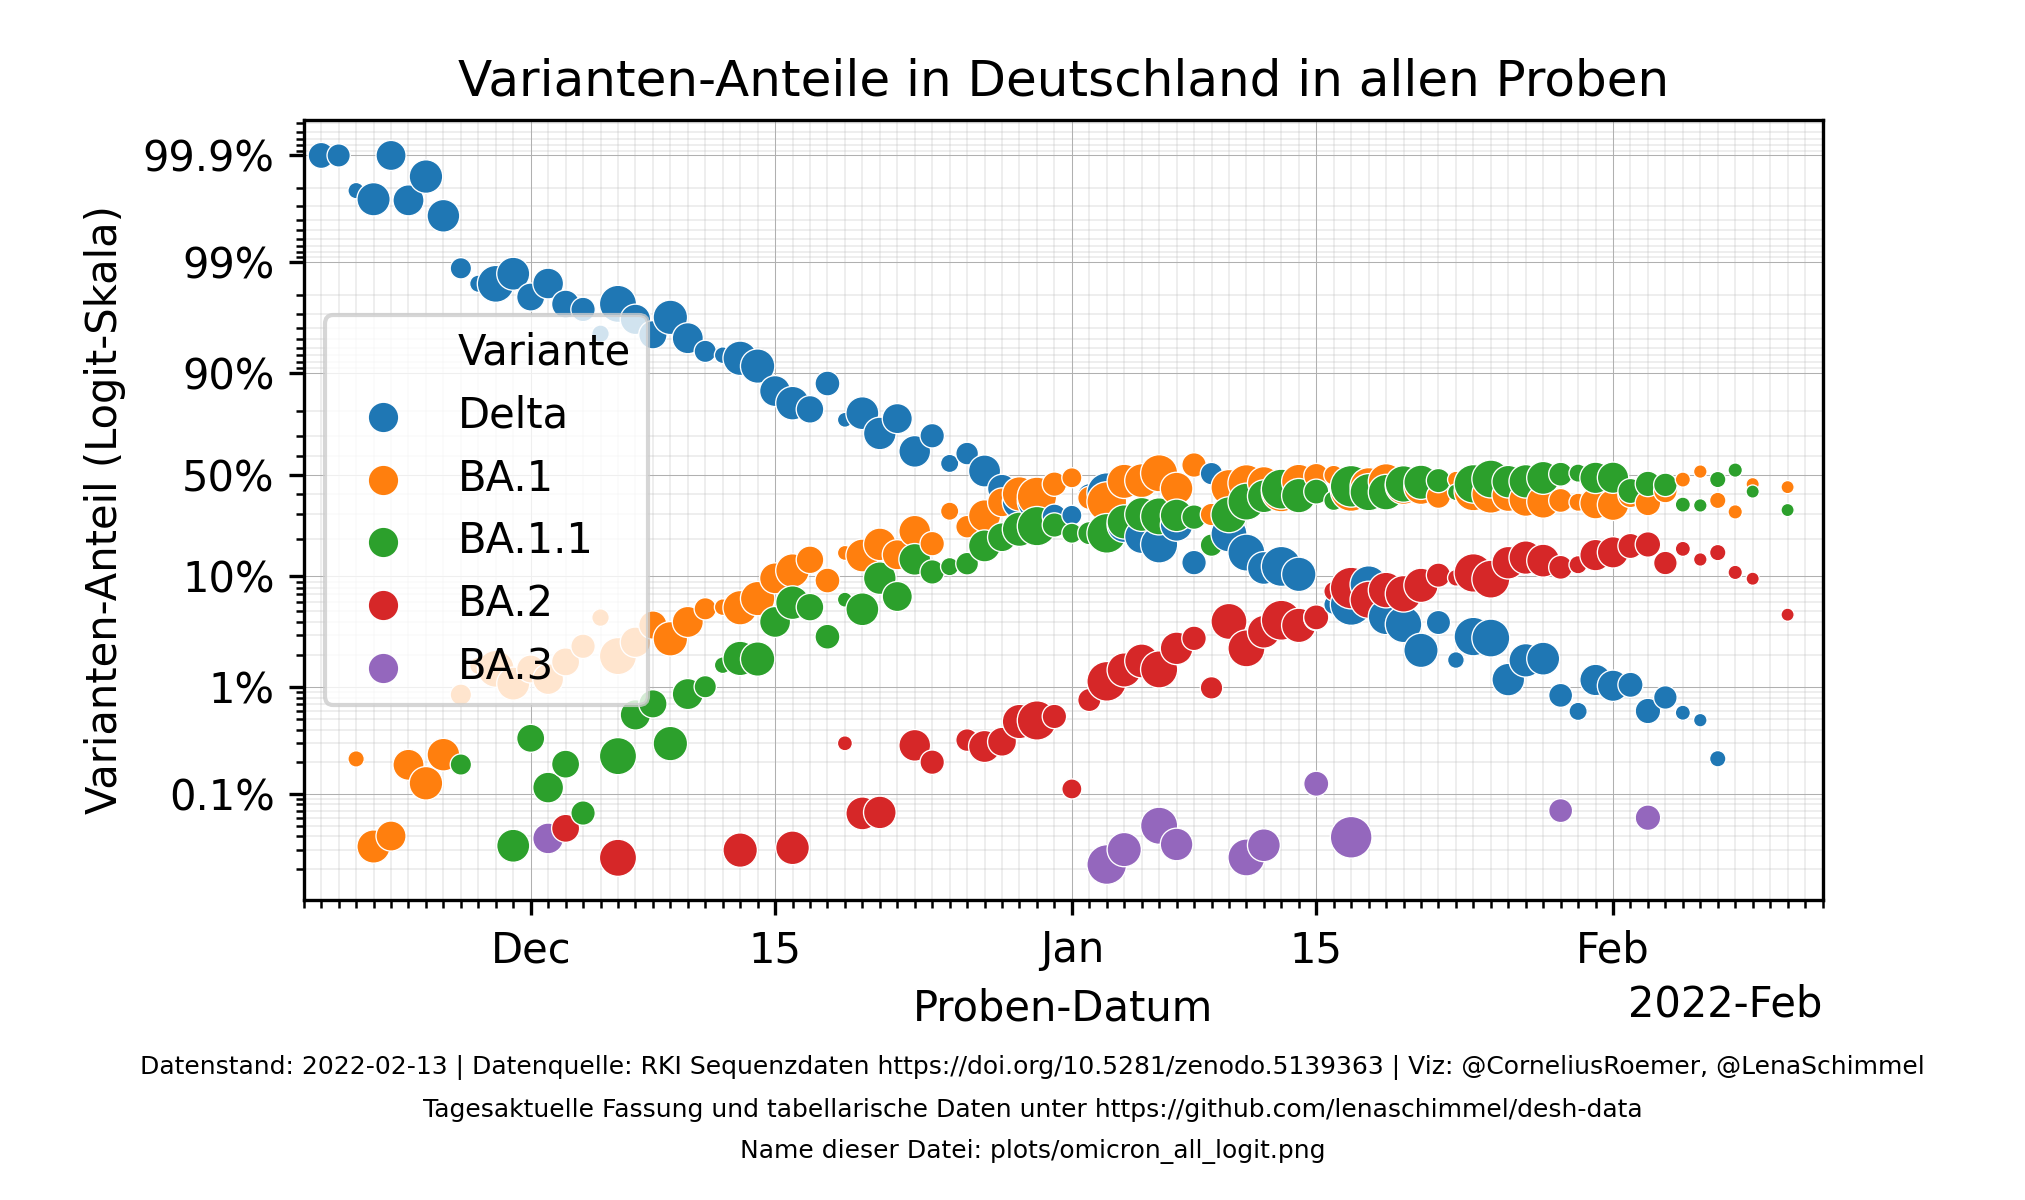 Varianten-Anteile in Deutschland in allen Proben
Varianten-Anteil (Logit-Skala)
99.9%
99%
90%
50%
10%
1%
0.1%
Variante
Delta
BA.1
BA.1.1
BA.2
BA.3
Dec
15
Jan
15
Feb
Proben-Datum
2022-Feb
Datenstand: 2022-02-13 | Datenquelle: RKI Sequenzdaten https://doi.org/10.5281/zenodo.5139363 | Viz: @CorneliusRoemer, @LenaSchimmel
Tagesaktuelle Fassung und tabellarische Daten unter https://github.com/lenaschimmel/desh-data
Name dieser Datei: plots/omicron_all_logit.png